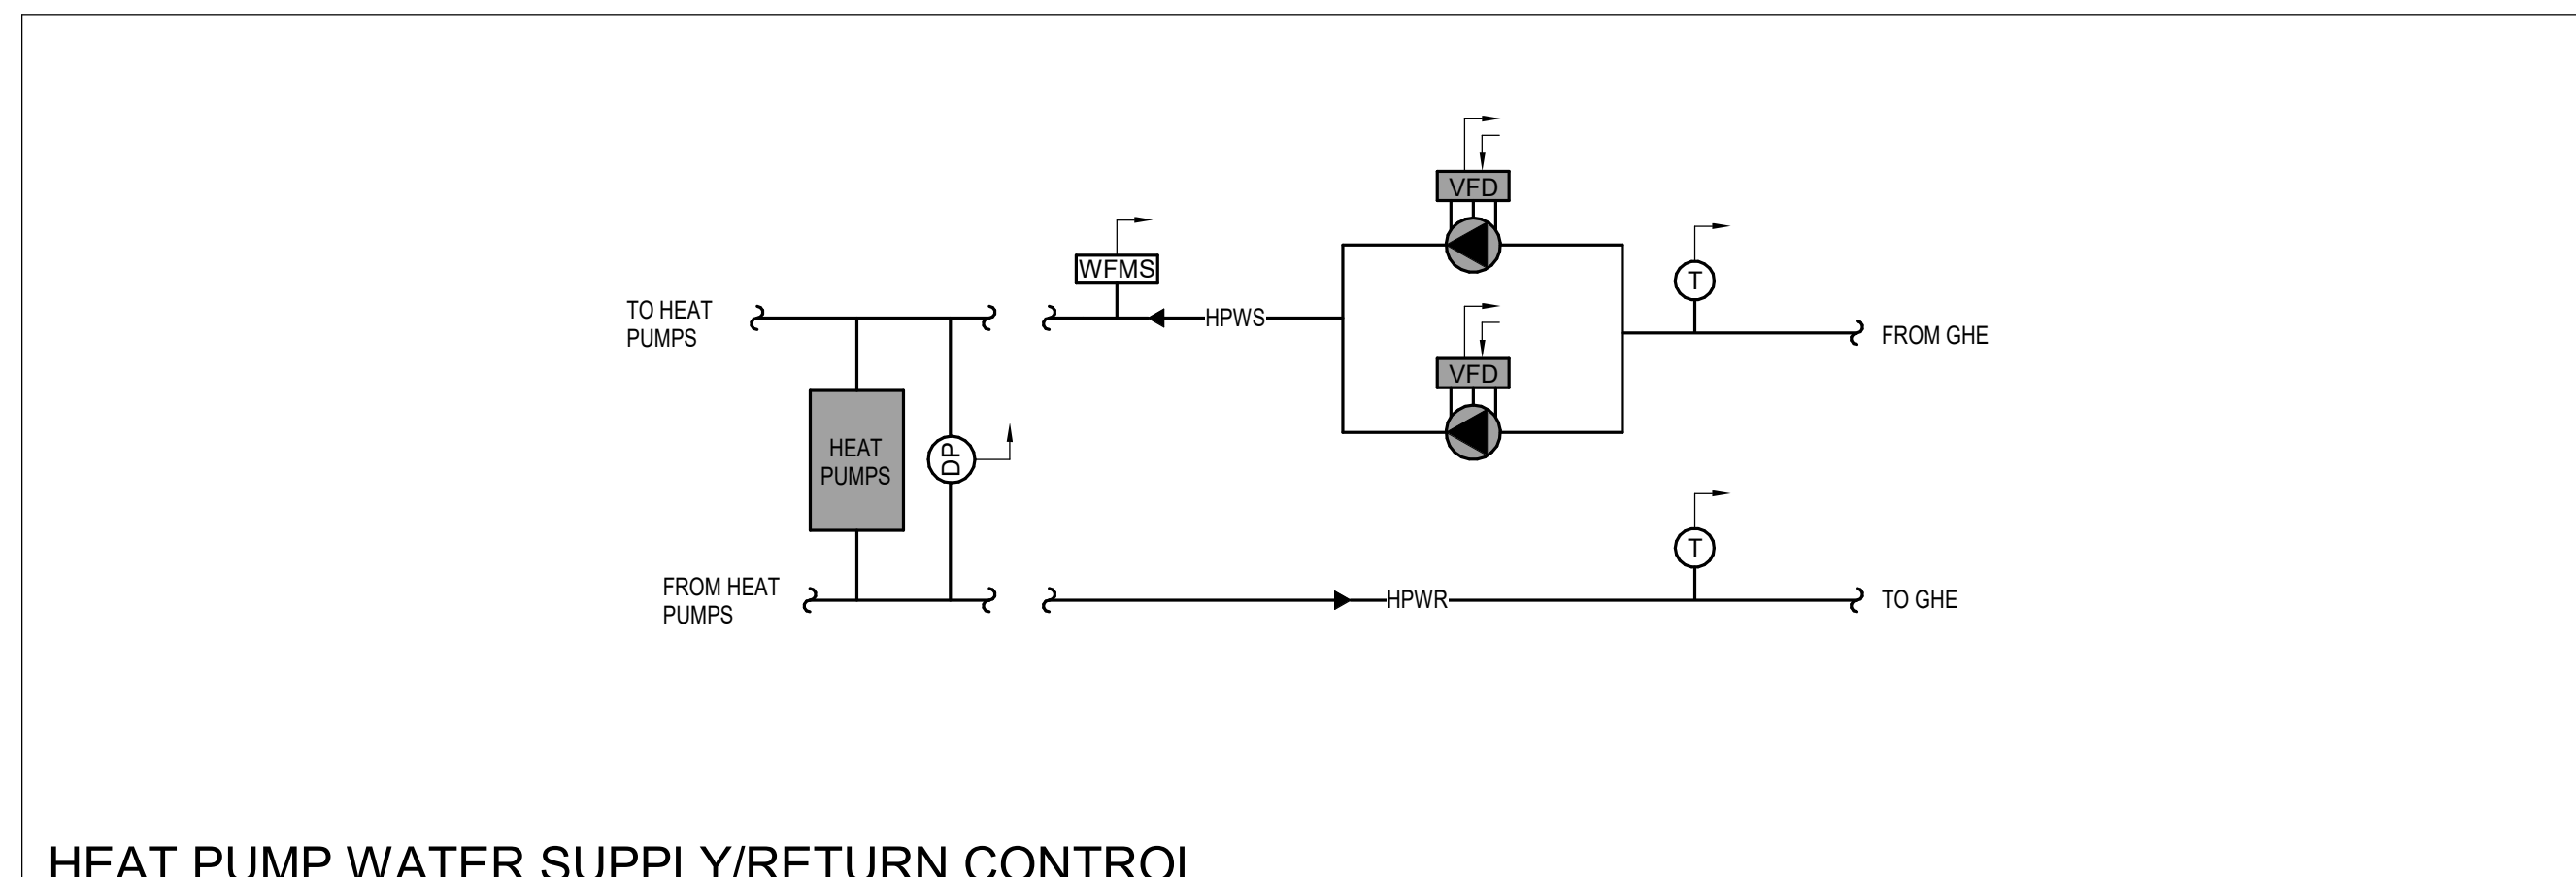 VFD
WFMS
T
TO HEAT
PUMPS
HPWS
FROM GHE
VFD
HEAT
PUMPS
DP
T
FROM HEAT
PUMPS
HPWR
TO GHE
HEAT PUMP WATER SUPPLY/RETURN CONTROL